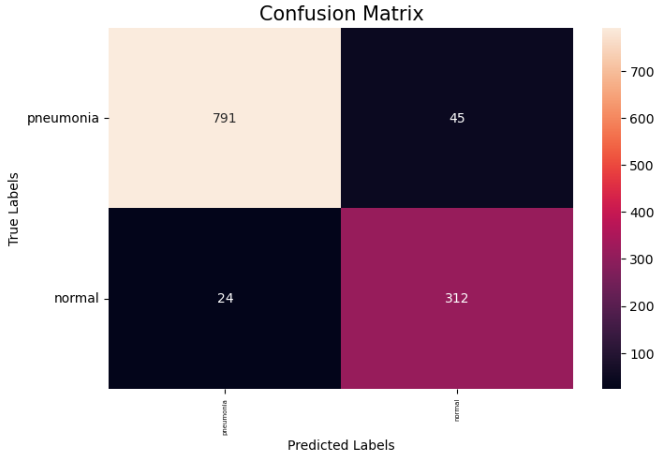 Confusion Matrix
pneumonia
791
45
normal
24
312
True Labels
pneumonia
normal
Predicted Labels
700
600
500
400
300
200
100